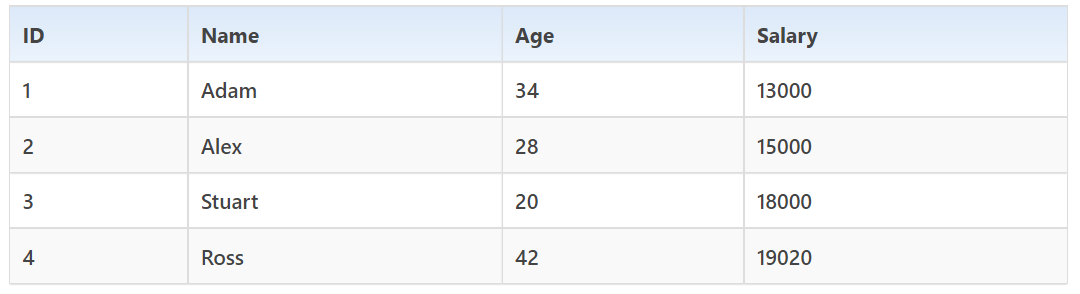 ID Name Age Salary
1 Adam 34 13000
2 Alex 28 15000
3 Stuart 20 18000
4 Ross 42 19020